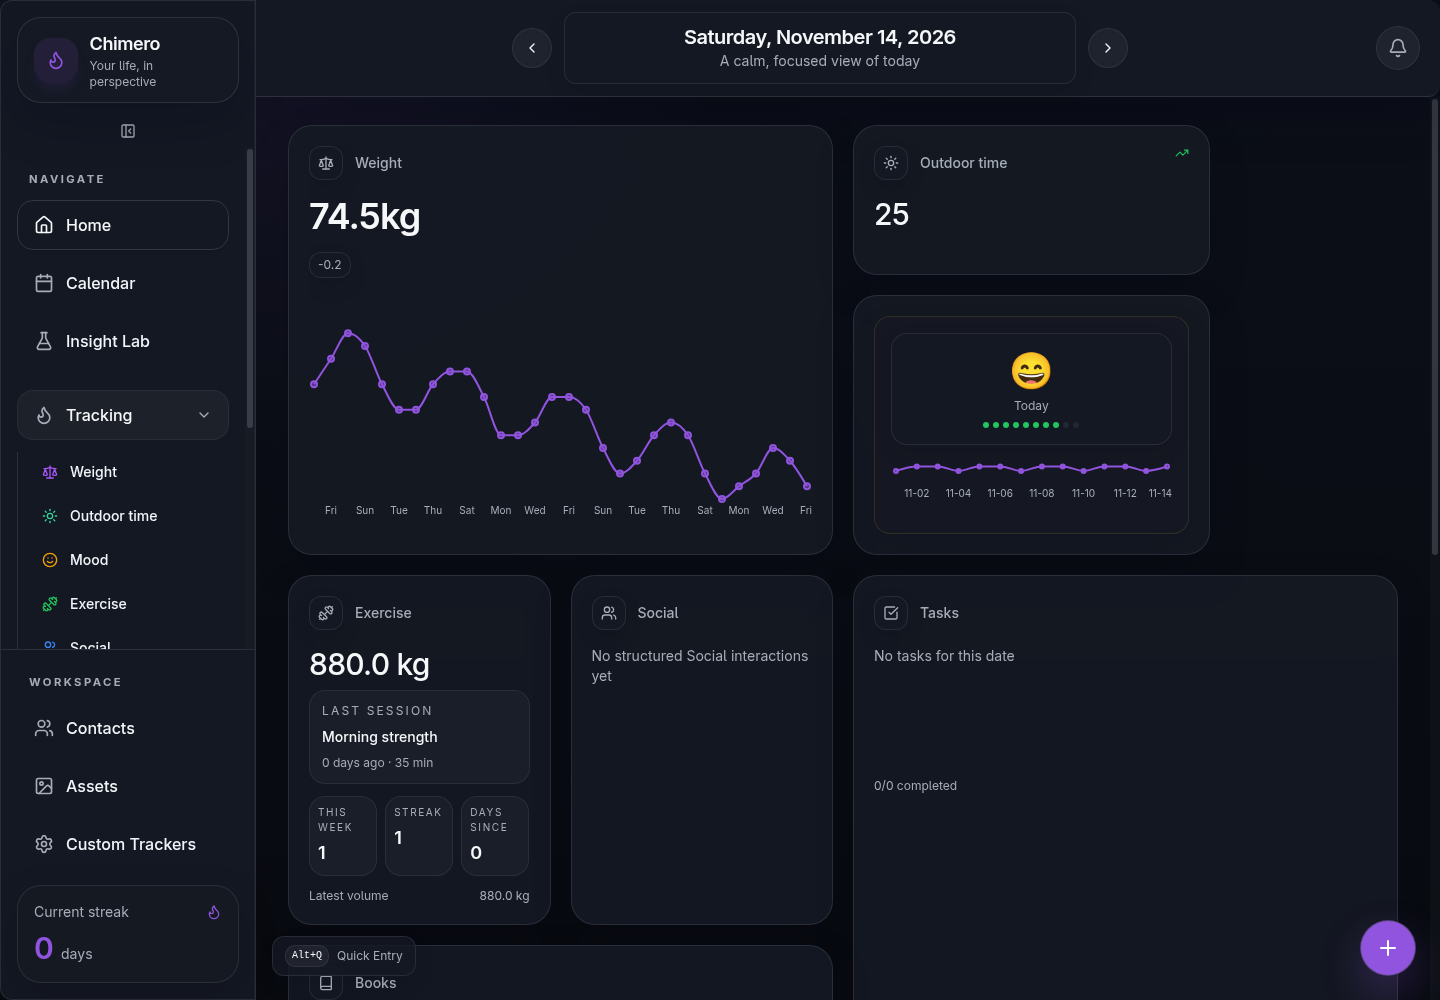 Chimero
Your life, in
perspective
NAVIGATE
Home
Calendar
Insight Lab
Tracking
Weight
Outdoor time
Mood
Exercise
Social
WORKSPACE
Contacts
Assets
Custom Trackers
Current streak
0 days
Saturday, November 14, 2026
A calm, focused view of today
Weight
74.5kg
-0.2
Fri Sun Tue Thu Sat Mon Wed Fri Sun Tue Thu Sat Mon Wed Fri
Outdoor time
25
Today
11-02 11-04 11-06 11-08 11-10 11-12 11-14
Exercise
880.0 kg
LAST SESSION
Morning strength
0 days ago · 35 min
THIS
WEEK
1
STREAK
1
DAYS
SINCE
0
Latest volume 880.0 kg
Social
No structured Social interactions
yet
Tasks
No tasks for this date
0/0 completed
Alt+Q Quick Entry
Books